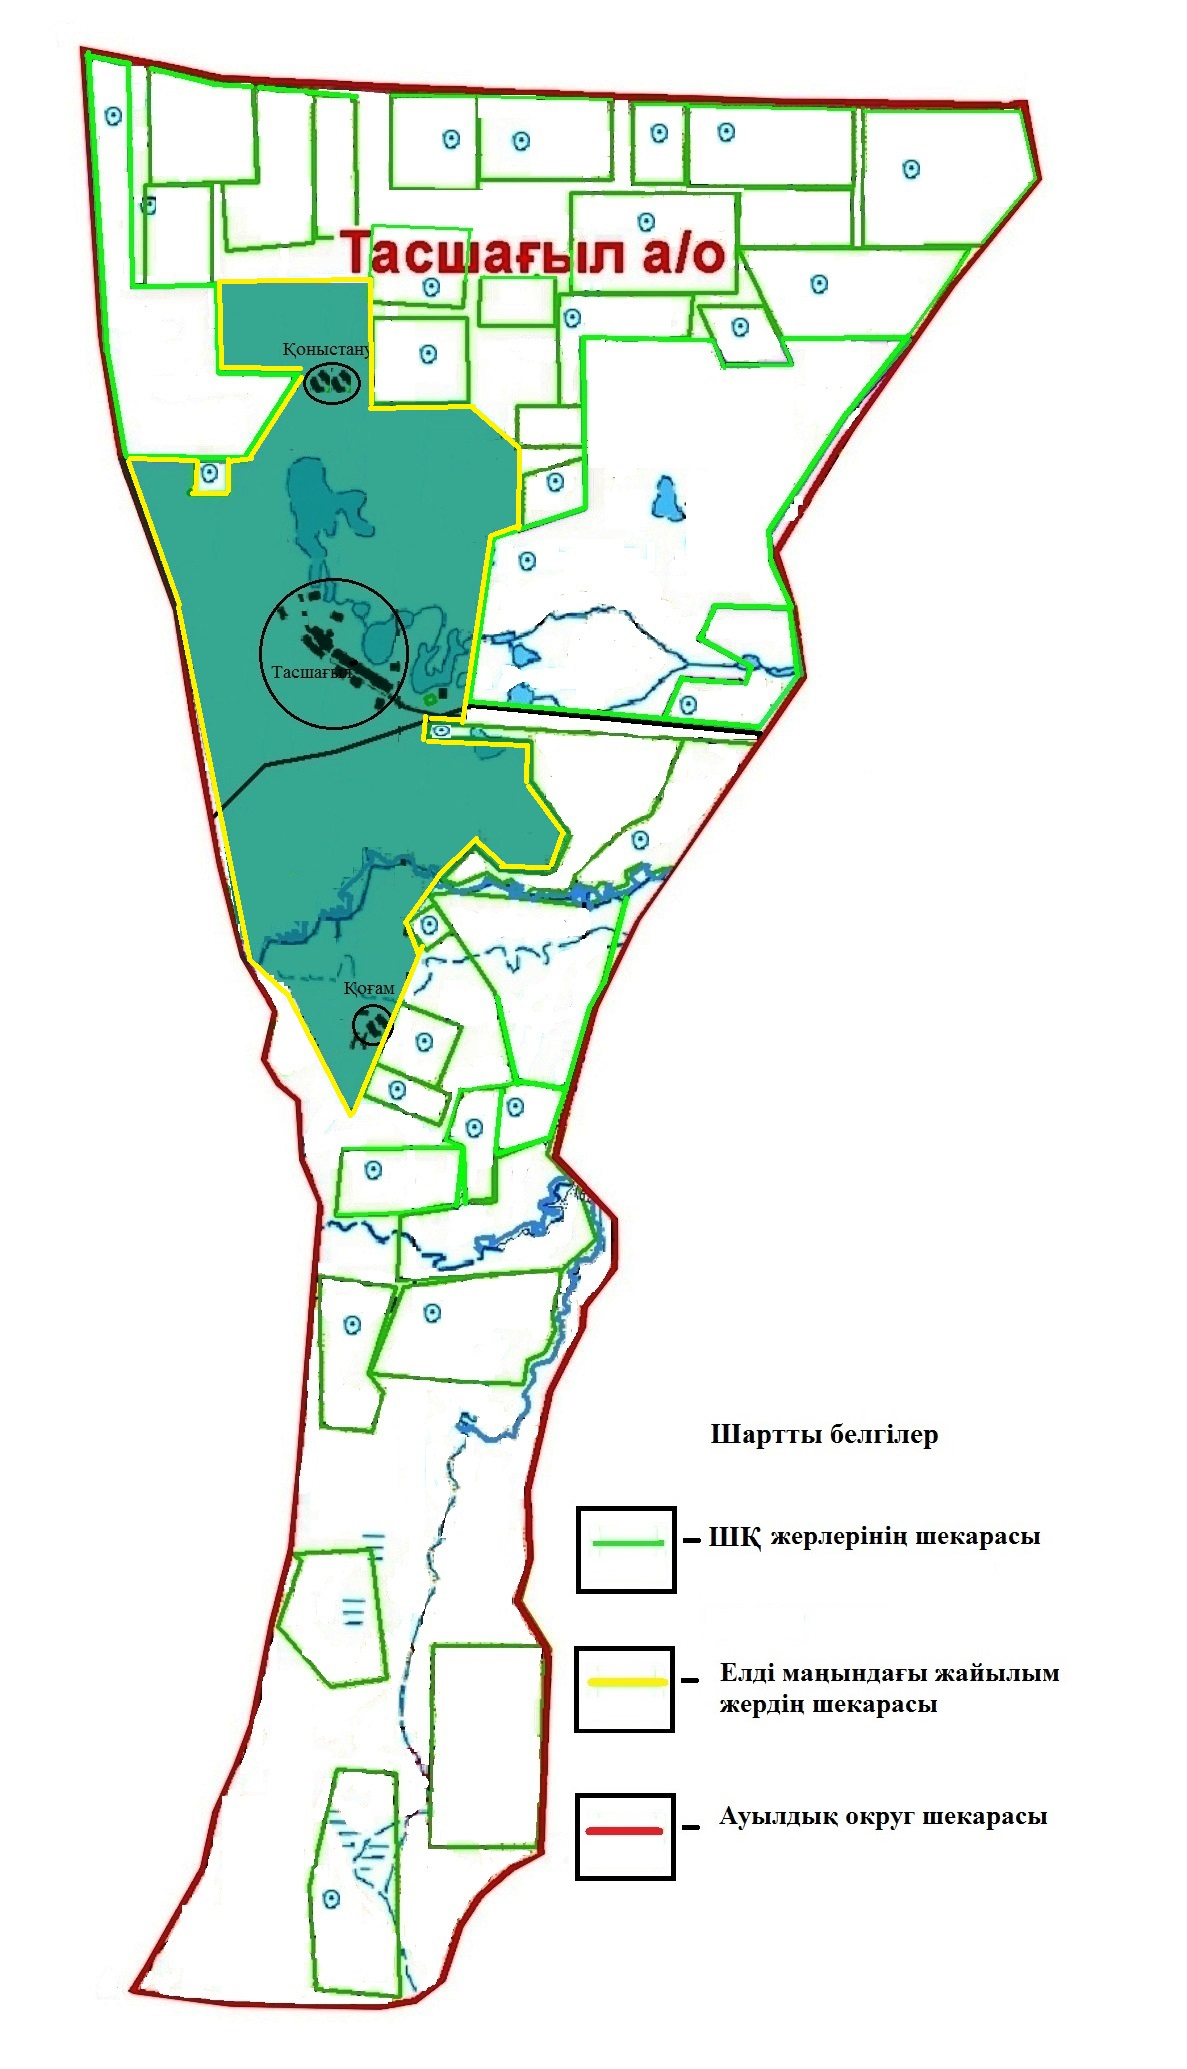 Тасшағыл а/о
Қоныстану
Тасшағыл
Қоғам
Шартты белгілер
ШҚ жерлерінің шекарасы
Елді маңындағы жайылым
жердің шекарасы
Ауылдық округ шекарасы